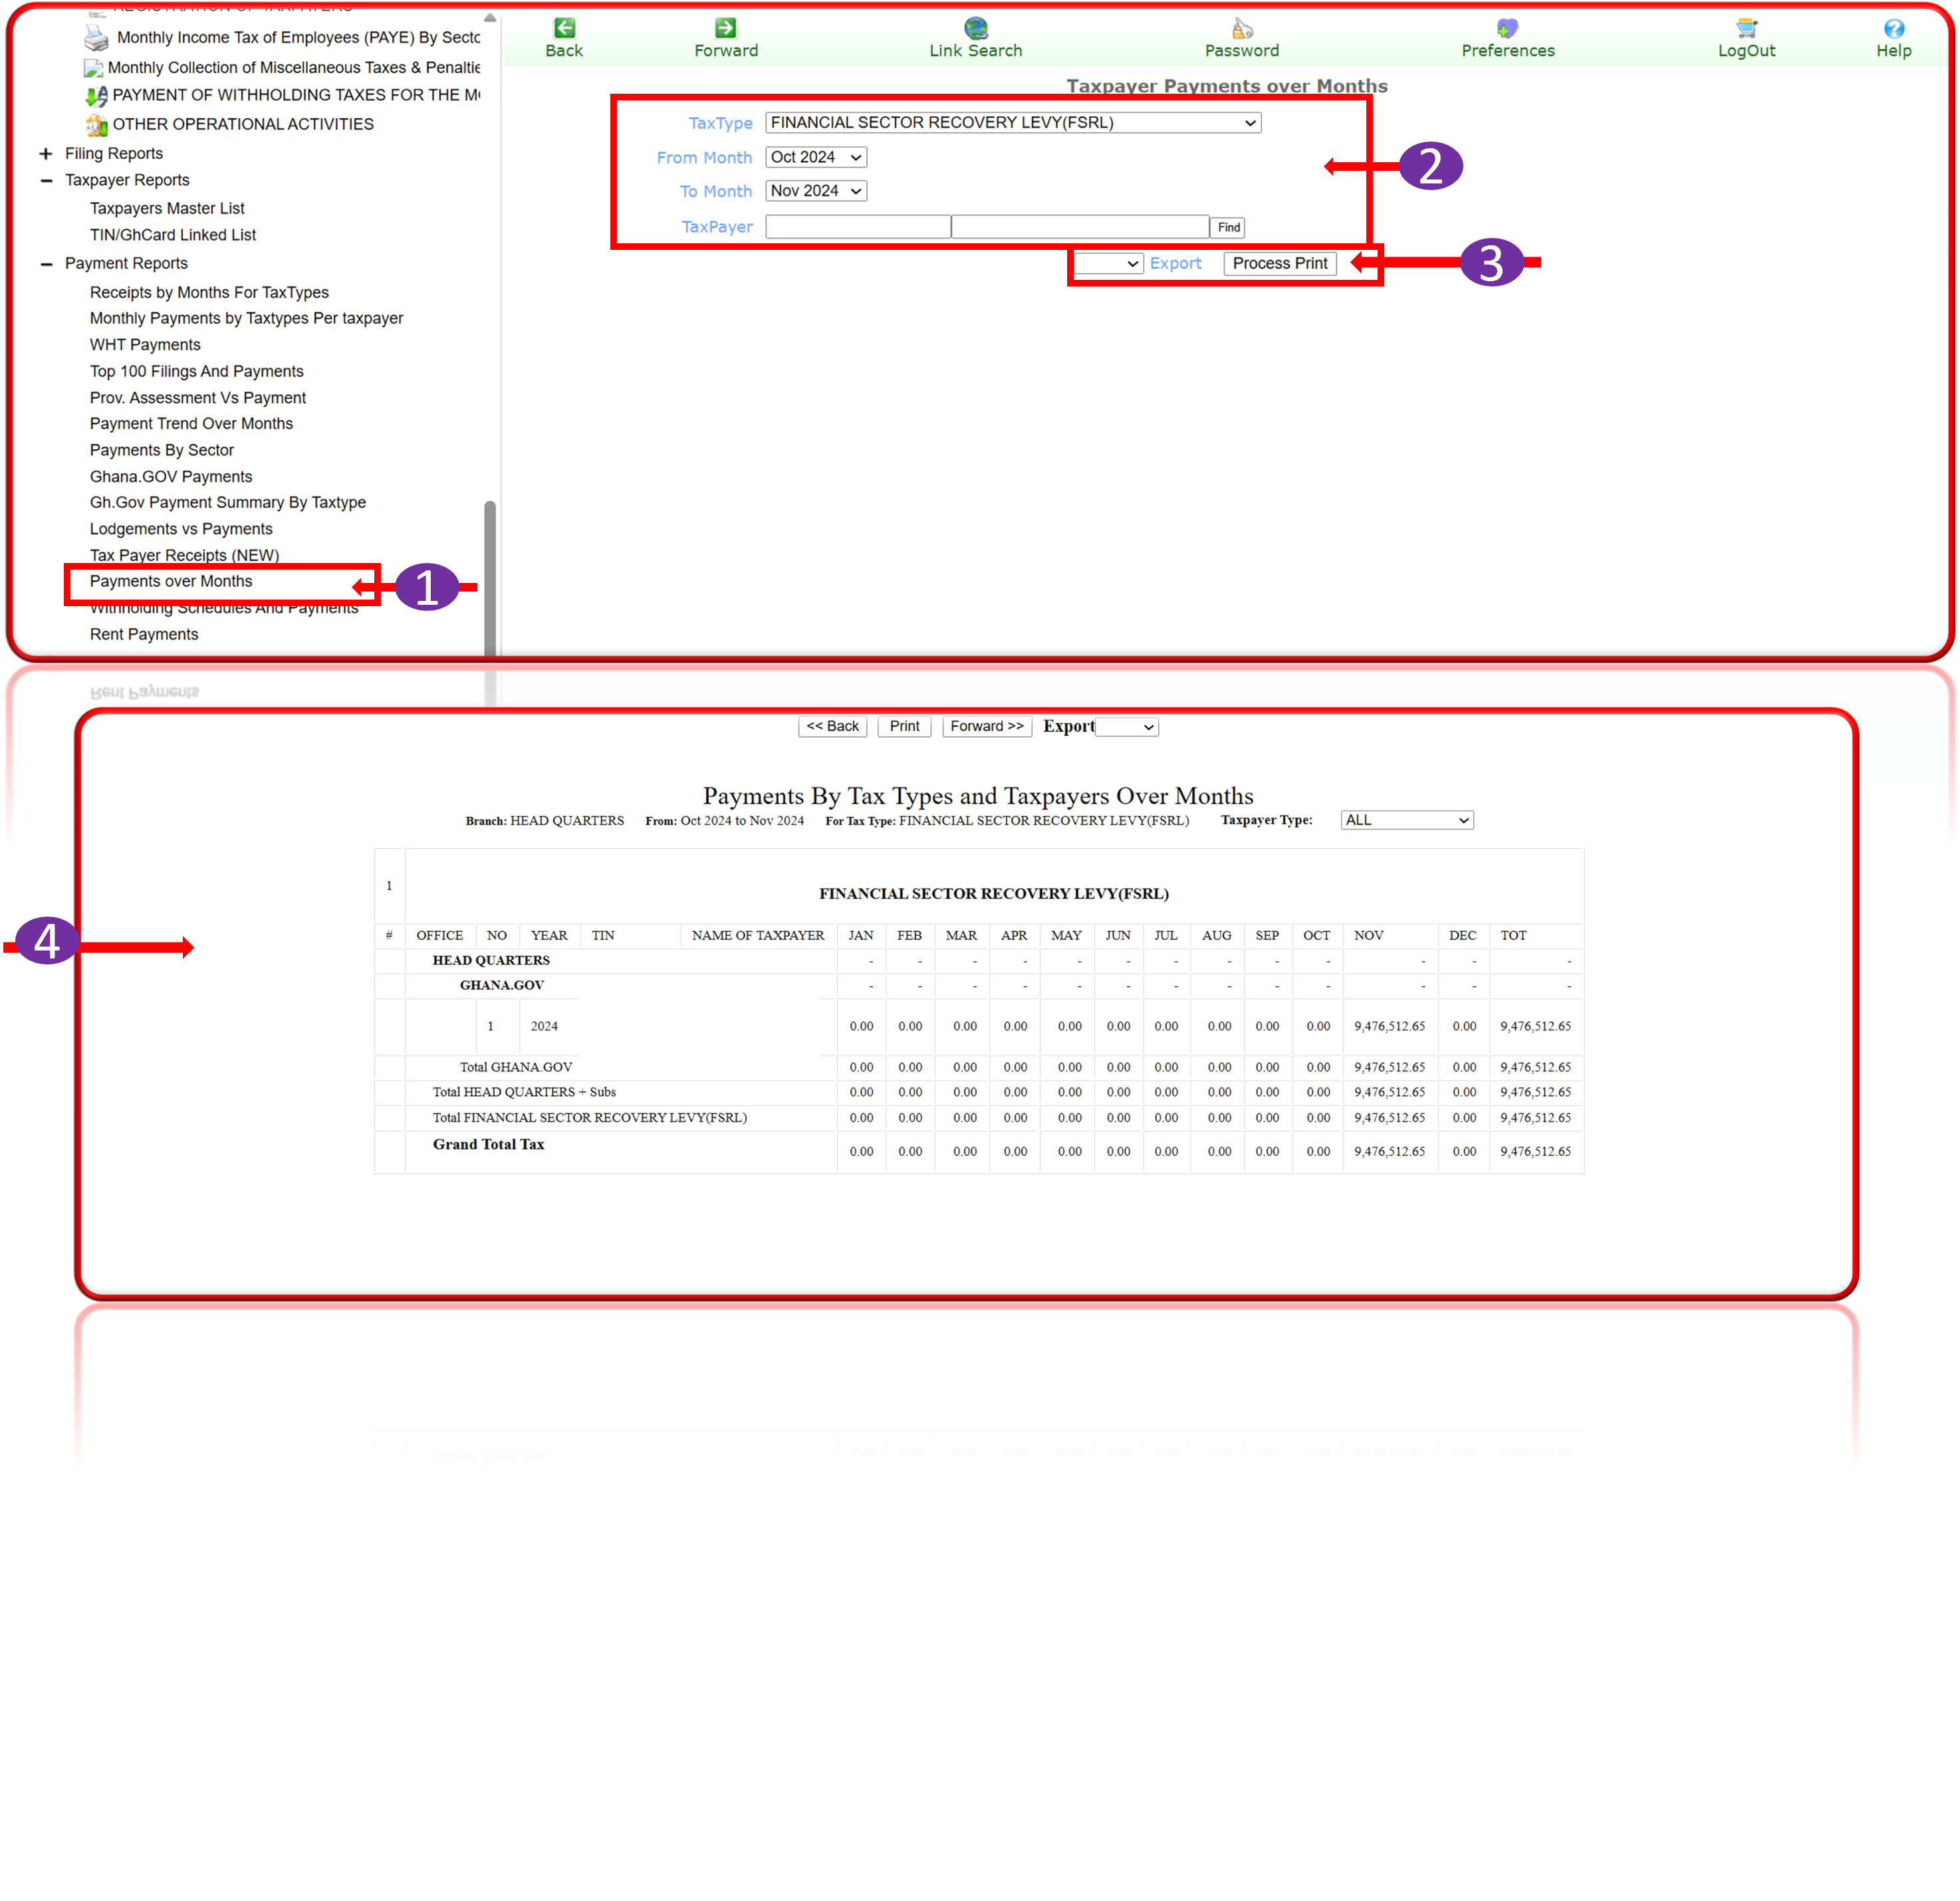 REGISTRATION OF TAXPAYERS
Monthly Income Tax of Employees (PAYE) By Secto
Monthly Collection of Miscellaneous Taxes & Penaltie
PAYMENT OF WITHHOLDING TAXES FOR THE M
OTHER OPERATIONAL ACTIVITIES
Filing Reports
Taxpayer Reports
Taxpayers Master List
TIN/GhCard Linked List
Payment Reports
Receipts by Months For TaxTypes
Monthly Payments by Taxtypes Per taxpayer
WHT Payments
Top 100 Filings And Payments
Prov. Assessment Vs Payment
Payment Trend Over Months
Payments By Sector
Ghana.GOV Payments
Gh.Gov Payment Summary By Taxtype
Lodgements vs Payments
Tax Payer Receipts (NEW)
Payments over Months
1
Withholding Schedules And Payments
Rent Payments
Back Forward Link Search Password Preferences LogOut Help
Taxpayer Payments over Months
TaxType FINANCIAL SECTOR RECOVERY LEVY(FSRL)
From Month Oct 2024
2
To Month Nov 2024
TaxPayer Find
Export Process Print
3
<< Back Print Forward >> Export
Payments By Tax Types and Taxpayers Over Months
Branch: HEAD QUARTERS From: Oct 2024 to Nov 2024 For Tax Type: FINANCIAL SECTOR RECOVERY LEVY(FSRL) Taxpayer Type: ALL
1 FINANCIAL SECTOR RECOVERY LEVY(FSRL)
4
# OFFICE NO YEAR TIN NAME OF TAXPAYER JAN FEB MAR APR MAY JUN JUL AUG SEP OCT NOV DEC TOT
HEAD QUARTERS - - - - - - - - - - - - -
GHANA.GOV - - - - - - - - - - - - -
1 2024 0.00 0.00 0.00 0.00 0.00 0.00 0.00 0.00 0.00 0.00 9,476,512.65 0.00 9,476,512.65
Total GHANA.GOV 0.00 0.00 0.00 0.00 0.00 0.00 0.00 0.00 0.00 0.00 9,476,512.65 0.00 9,476,512.65
Total HEAD QUARTERS + Subs 0.00 0.00 0.00 0.00 0.00 0.00 0.00 0.00 0.00 0.00 9,476,512.65 0.00 9,476,512.65
Total FINANCIAL SECTOR RECOVERY LEVY(FSRL) 0.00 0.00 0.00 0.00 0.00 0.00 0.00 0.00 0.00 0.00 9,476,512.65 0.00 9,476,512.65
Grand Total Tax 0.00 0.00 0.00 0.00 0.00 0.00 0.00 0.00 0.00 0.00 9,476,512.65 0.00 9,476,512.65